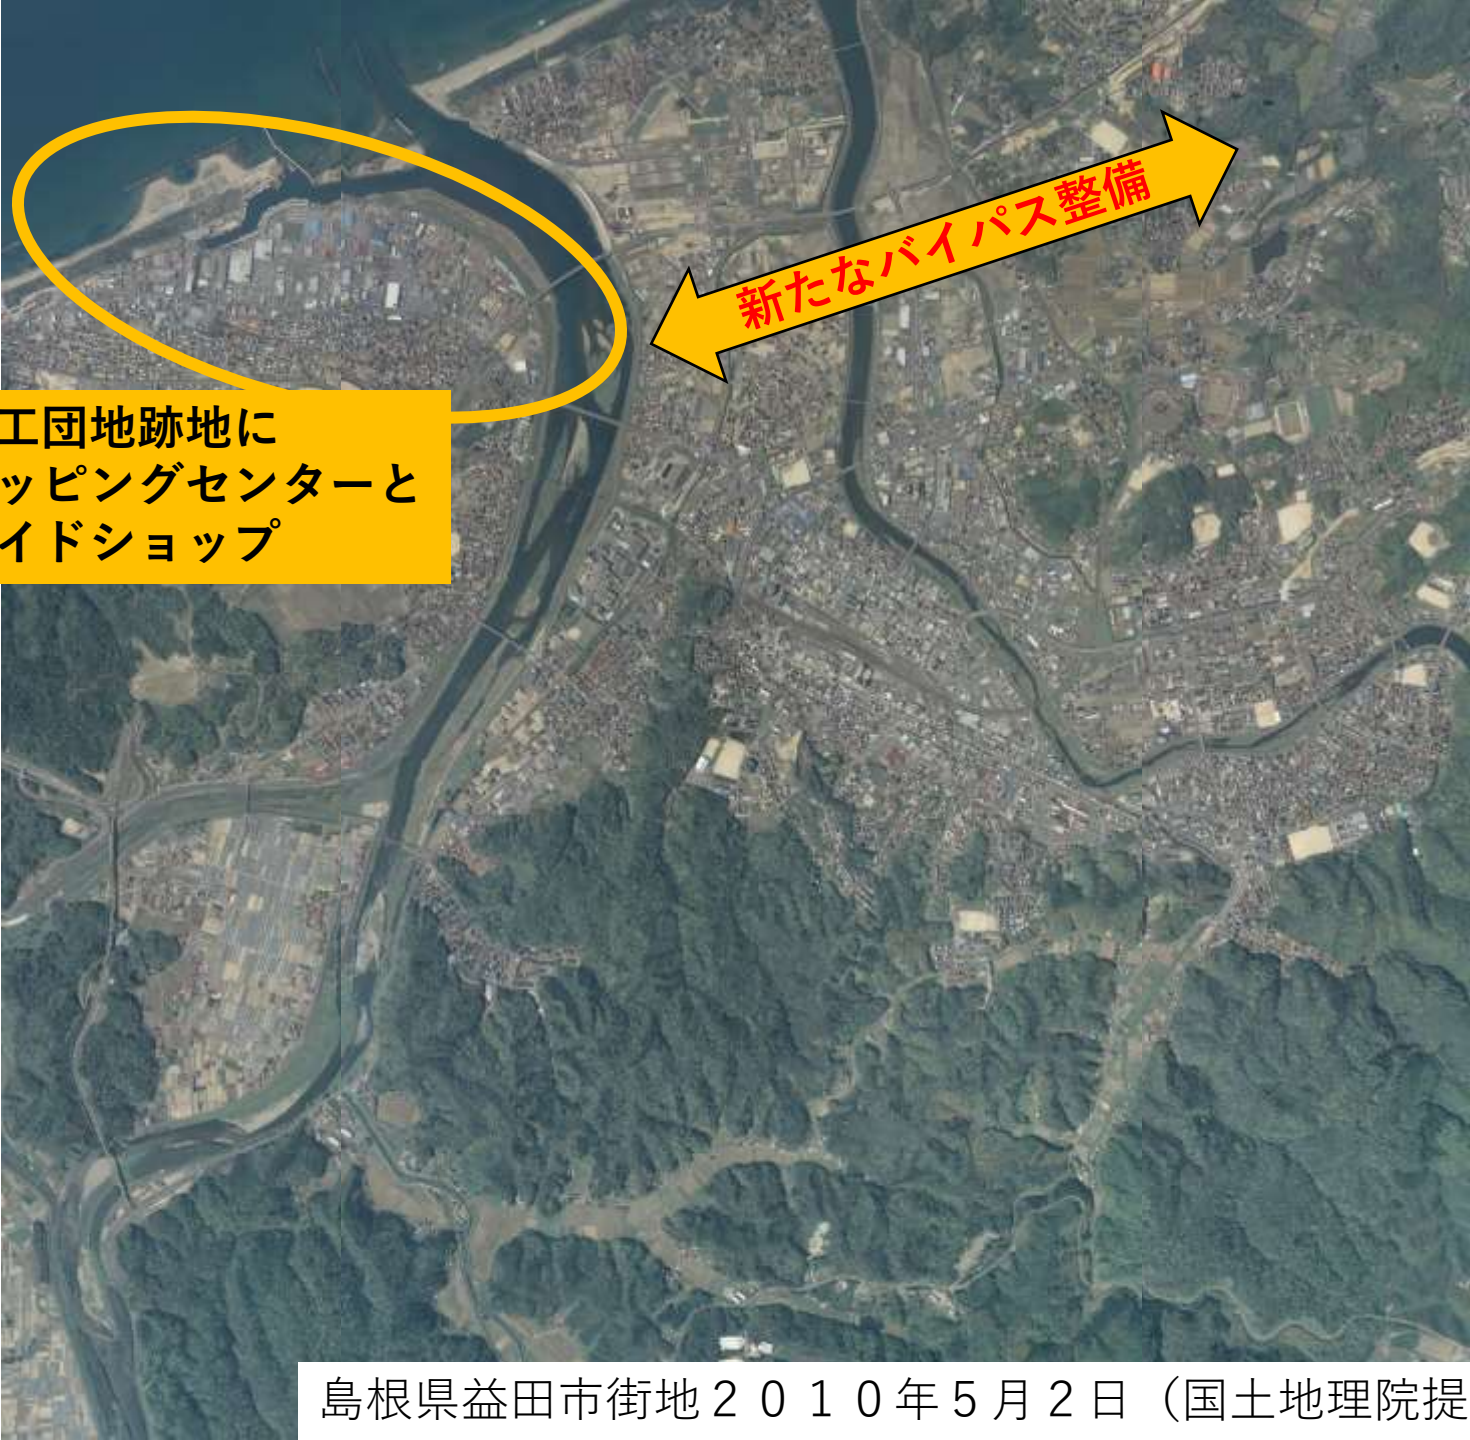 新たなバイパス整備
工団地跡地に
ッピングセンターと
イドショップ
島根県益田市街地２０１０年５月２日（国土地理院提